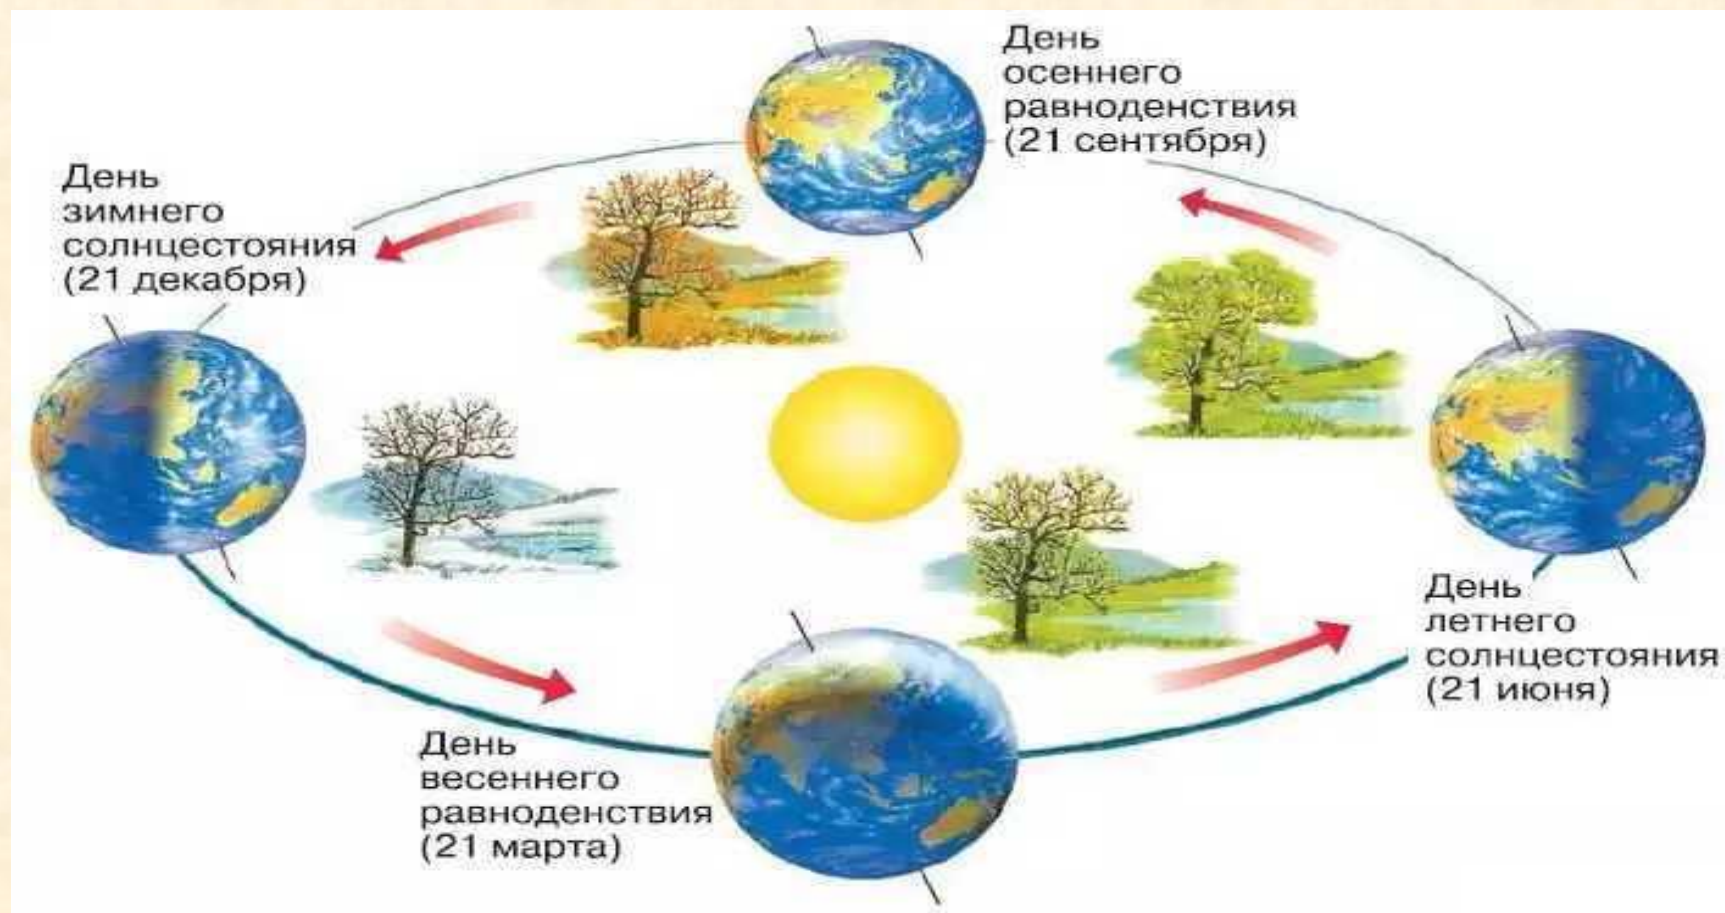 День
осеннего
равноденствия
(21 сентября)
День
зимнего
солнцестояния
(21 декабря)
День
летнего
солнцестояния
(21 июня)
День
весеннего
равноденствия
(21 марта)